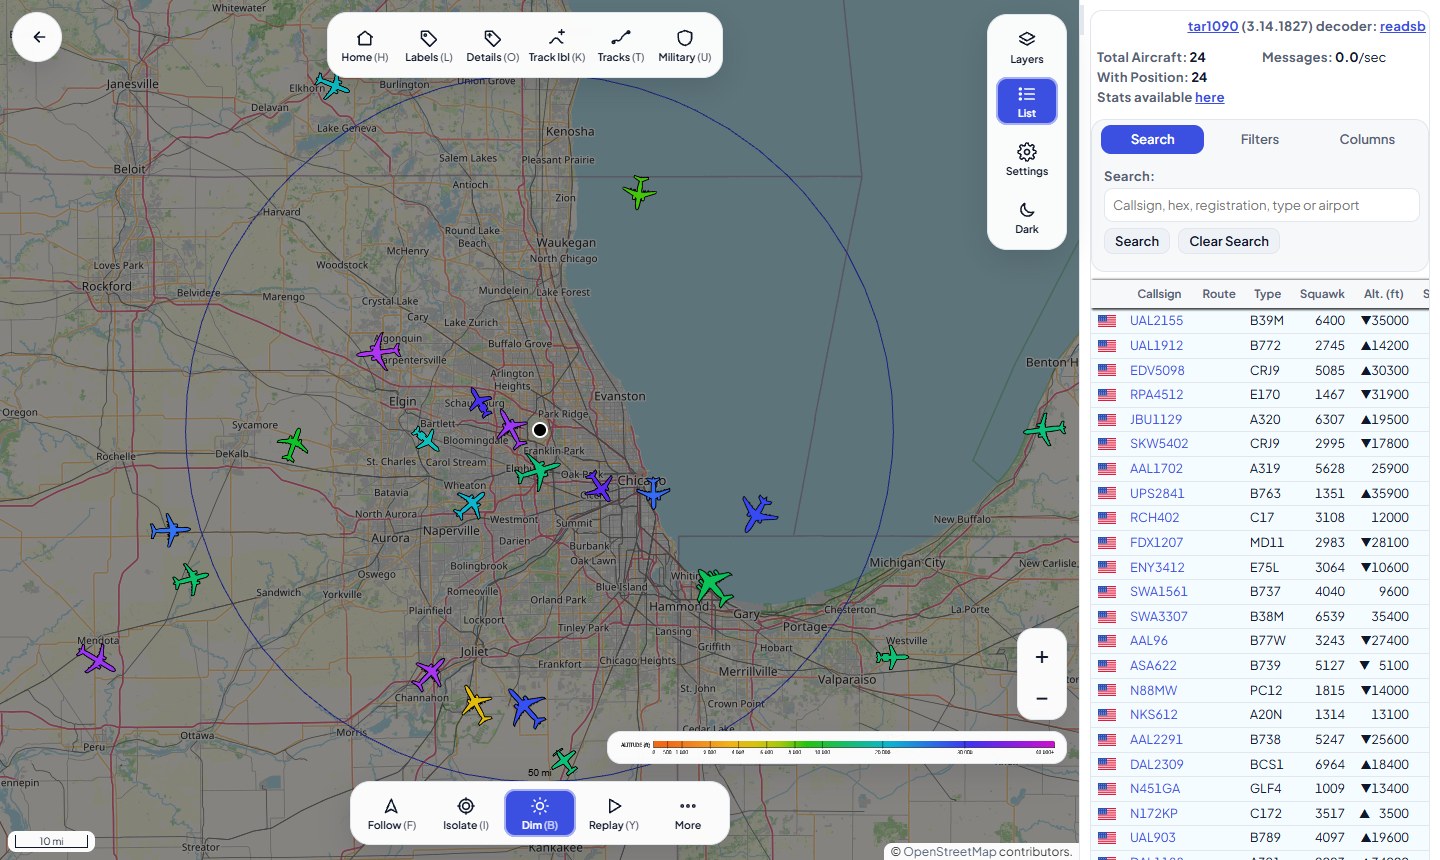 Home (H)
Labels (L)
Details (O)
Track lbl (K)
Tracks (T)
Military (U)
Layers
List
Settings
Dark
Whitewater
Janesville
Elkhorn
Burlington
Union Grove
Delavan
Lake Geneva
Kenosha
Salem Lakes
Pleasant Prairie
Beloit
Antioch
Zion
Harvard
Round Lake
Beach
Waukegan
North Chicago
McHenry
Woodstock
Loves Park
Rockford
Belvidere
Marengo
Mundelein
Lake Forest
Crystal Lake
Cary
Lake Zurich
Algonquin
Buffalo Grove
Carpentersville
Arlington
Heights
Benton H
Elgin
Evanston
Oregon
Park Ridge
Sycamore
Bartlett
Bloomingdale
DeKalb
Rochelle
Franklin Park
St. Charles
Carol Stream
Oak Park
Chicago
Wheaton
Batavia
North Aurora
Westmont
Summit
New Buffalo
Naperville
Aurora
Darien
Burbank
Oak Lawn
Michigan City
New Carlisle,
Bolingbrook
Oswego
Blue Island
Sandwich
Yorkville
Romeoville
Orland Park
Hammond
Plainfield
Gary
Chesterton
La Porte
Lockport
Tinley Park
Lansing
Portage
Mendota
Joliet
Griffith
Hobart
Westville
Frankfort
Chicago Heights
Merrillville
Valparaiso
St. John
Channahon
Crown Point
Morris
Ottawa
Peru
Cedar Lake
50 mi
Streator
Kankakee
ALTITUDE (ft)
+
−
Follow (F)
Isolate (I)
Dim (B)
Replay (Y)
More
10 mi
© OpenStreetMap contributors.
tar1090 (3.14.1827) decoder: readsb
Total Aircraft: 24
Messages: 0.0/sec
With Position: 24
Stats available here
Search
Filters
Columns
Search:
Callsign, hex, registration, type or airport
Search
Clear Search
Callsign Route Type Squawk Alt. (ft) S
UAL2155 B39M 6400 ▼35000
UAL1912 B772 2745 ▲14200
EDV5098 CRJ9 5085 ▲30300
RPA4512 E170 1467 ▼31900
JBU1129 A320 6307 ▲19500
SKW5402 CRJ9 2995 ▼17800
AAL1702 A319 5628 25900
UPS2841 B763 1351 ▲35900
RCH402 C17 3108 12000
FDX1207 MD11 2983 ▼28100
ENY3412 E75L 3064 ▼10600
SWA1561 B737 4040 9600
SWA3307 B38M 6539 35400
AAL96 B77W 3243 ▼27400
ASA622 B739 5127 ▼ 5100
N88MW PC12 1815 ▼14000
NKS612 A20N 1314 13100
AAL2291 B738 5247 ▼25600
DAL2309 BCS1 6964 ▲18400
N451GA GLF4 1009 ▼13400
N172KP C172 3517 ▲ 3500
UAL903 B789 4097 ▲19600